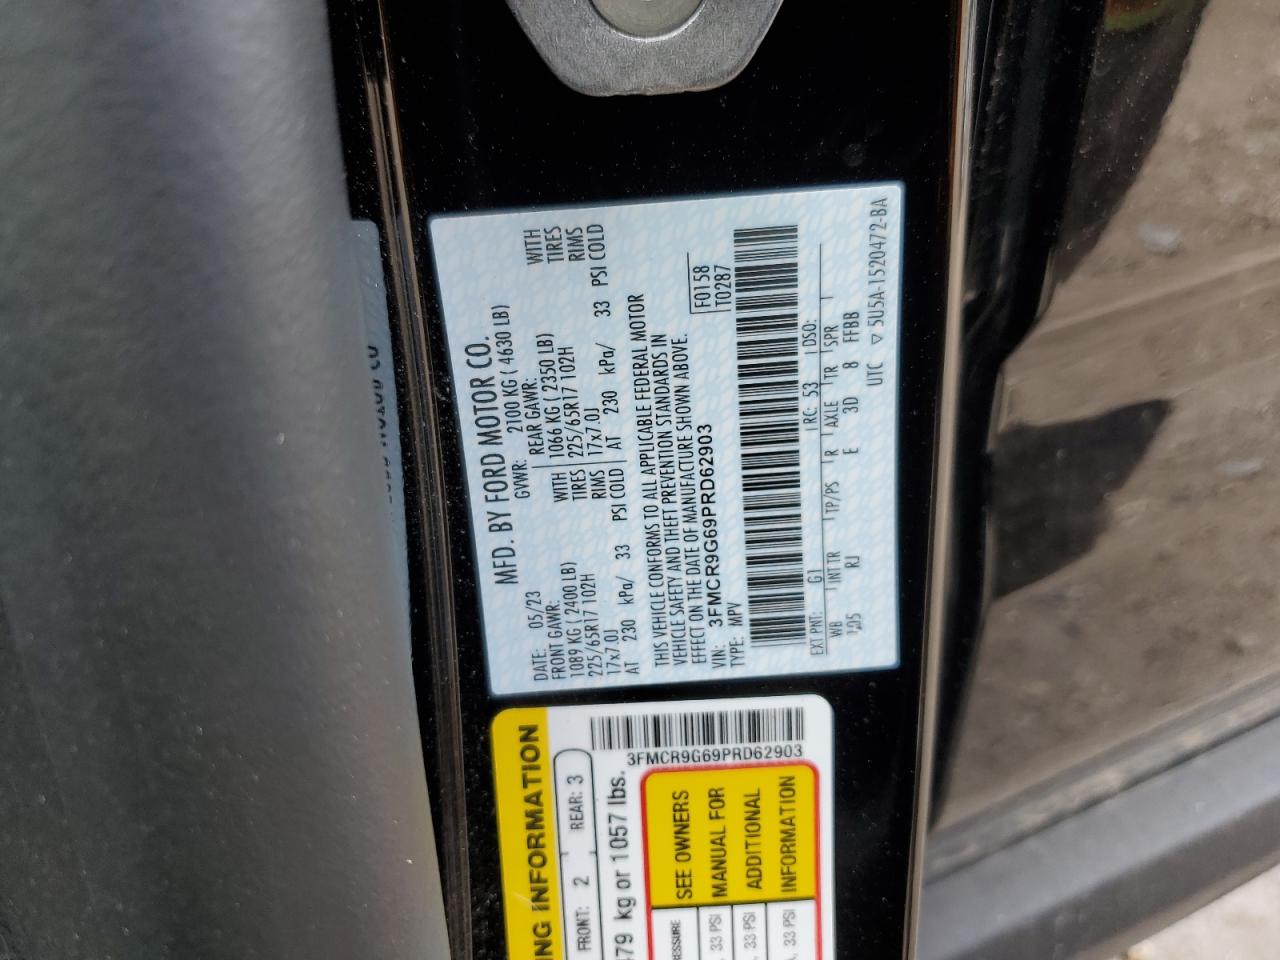 MFD. BY FORD MOTOR CO.
DATE: 05/23 GVWR: 2100 KG ( 4630 LB)
FRONT GAWR: REAR GAWR:
1089 KG ( 2400 LB) WITH 1066 KG ( 2350 LB) WITH
225/65R17 102H TIRES 225/65R17 102H TIRES
17x7.0J RIMS 17x7.0J RIMS
AT 230 kPa/ 33 PSI COLD AT 230 kPa/ 33 PSI COLD
THIS VEHICLE CONFORMS TO ALL APPLICABLE FEDERAL MOTOR
VEHICLE SAFETY AND THEFT PREVENTION STANDARDS IN
EFFECT ON THE DATE OF MANUFACTURE SHOWN ABOVE.
VIN: 3FMCR9G69PRD62903
TYPE: MPV
F0158
T0287
EXT PNT: G1 RC: 53 DSO:
WB INT TR TP/PS R AXLE TR SPR
105 RJ E 3D 8 FFBB
UTC ▽ 5U5A-1520472-BA
ING INFORMATION
FRONT: 2 REAR: 3
479 kg or 1057 lbs.
3FMCR9G69PRD62903
SEE OWNERS
MANUAL FOR
ADDITIONAL
INFORMATION
33 PSI
33 PSI
33 PSI